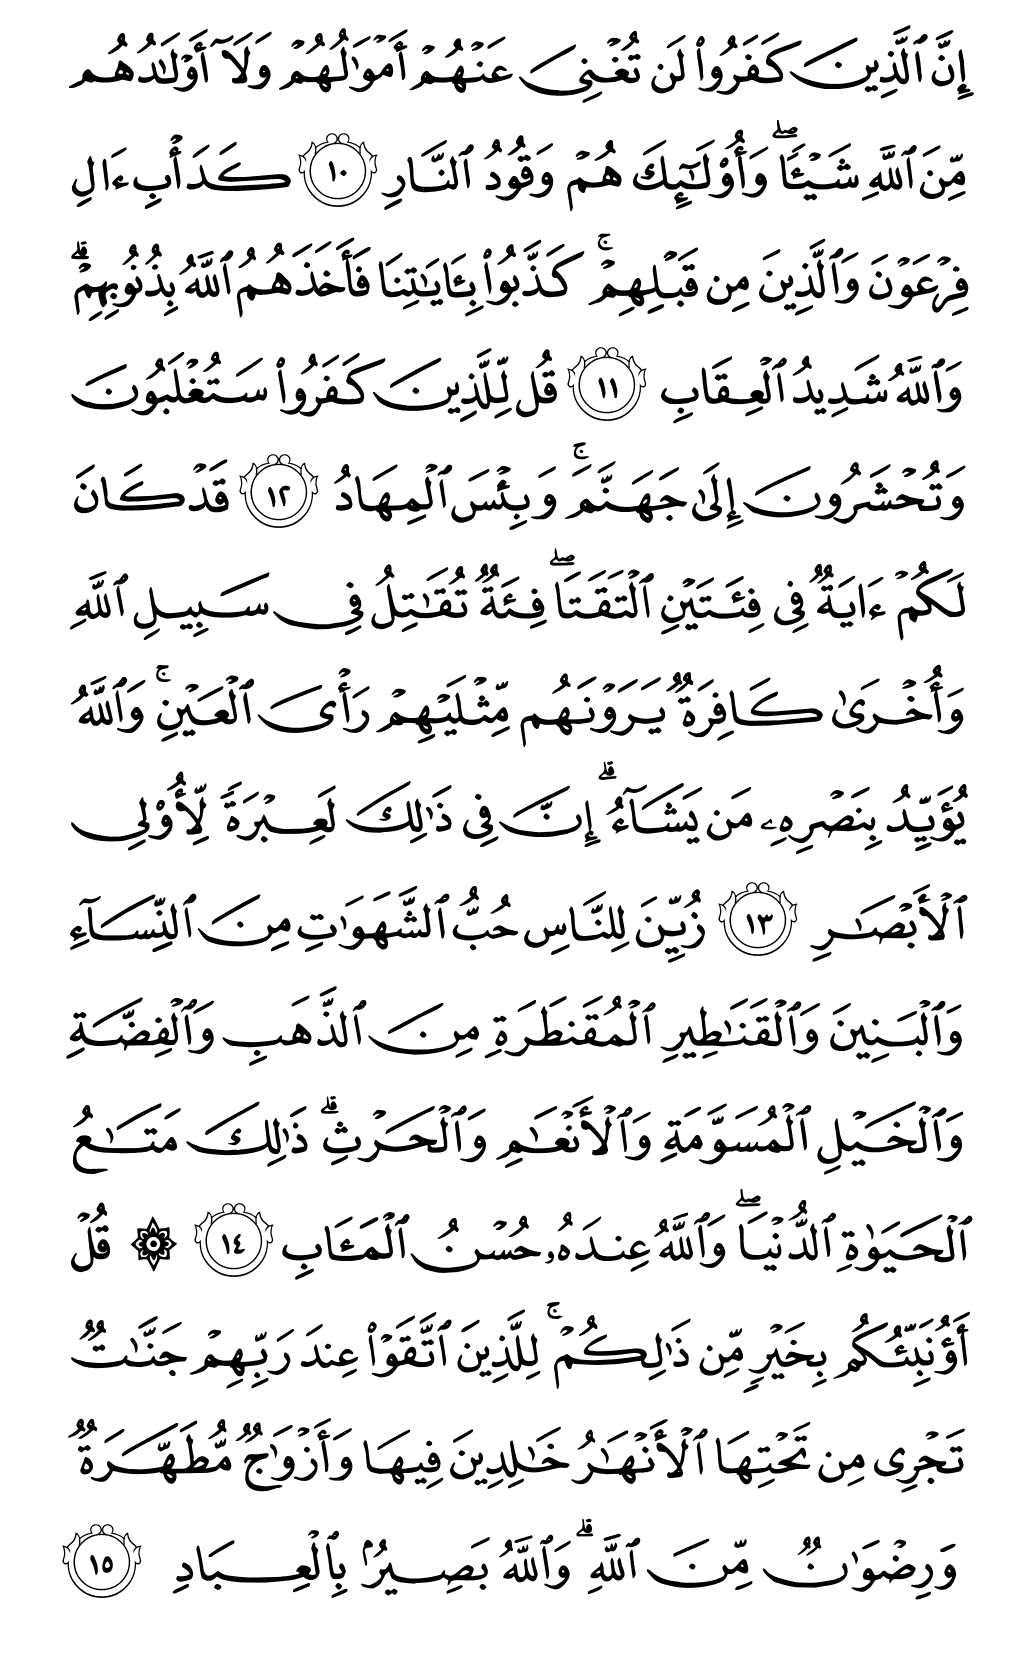 إِنَّ ٱلَّذِينَ كَفَرُوا۟ لَن تُغْنِىَ عَنْهُمْ أَمْوَٰلُهُمْ وَلَآ أَوْلَـٰدُهُم
مِّنَ ٱللَّهِ شَيْـًٔا ۖ وَأُو۟لَـٰٓئِكَ هُمْ وَقُودُ ٱلنَّارِ ١٠ كَدَأْبِ ءَالِ
فِرْعَوْنَ وَٱلَّذِينَ مِن قَبْلِهِمْ ۚ كَذَّبُوا۟ بِـَٔايَـٰتِنَا فَأَخَذَهُمُ ٱللَّهُ بِذُنُوبِهِمْ ۗ
وَٱللَّهُ شَدِيدُ ٱلْعِقَابِ ١١ قُل لِّلَّذِينَ كَفَرُوا۟ سَتُغْلَبُونَ
وَتُحْشَرُونَ إِلَىٰ جَهَنَّمَ ۚ وَبِئْسَ ٱلْمِهَادُ ١٢ قَدْ كَانَ
لَكُمْ ءَايَةٌ فِى فِئَتَيْنِ ٱلْتَقَتَا ۖ فِئَةٌ تُقَـٰتِلُ فِى سَبِيلِ ٱللَّهِ
وَأُخْرَىٰ كَافِرَةٌ يَرَوْنَهُم مِّثْلَيْهِمْ رَأْىَ ٱلْعَيْنِ ۚ وَٱللَّهُ
يُؤَيِّدُ بِنَصْرِهِۦ مَن يَشَآءُ ۗ إِنَّ فِى ذَٰلِكَ لَعِبْرَةً لِّأُو۟لِى
ٱلْأَبْصَـٰرِ ١٣ زُيِّنَ لِلنَّاسِ حُبُّ ٱلشَّهَوَٰتِ مِنَ ٱلنِّسَآءِ
وَٱلْبَنِينَ وَٱلْقَنَـٰطِيرِ ٱلْمُقَنطَرَةِ مِنَ ٱلذَّهَبِ وَٱلْفِضَّةِ
وَٱلْخَيْلِ ٱلْمُسَوَّمَةِ وَٱلْأَنْعَـٰمِ وَٱلْحَرْثِ ۗ ذَٰلِكَ مَتَـٰعُ
ٱلْحَيَوٰةِ ٱلدُّنْيَا ۖ وَٱللَّهُ عِندَهُۥ حُسْنُ ٱلْمَـَٔابِ ١٤ ۞ قُلْ
أَؤُنَبِّئُكُم بِخَيْرٍ مِّن ذَٰلِكُمْ ۚ لِلَّذِينَ ٱتَّقَوْا۟ عِندَ رَبِّهِمْ جَنَّـٰتٌ
تَجْرِى مِن تَحْتِهَا ٱلْأَنْهَـٰرُ خَـٰلِدِينَ فِيهَا وَأَزْوَٰجٌ مُّطَهَّرَةٌ
وَرِضْوَٰنٌ مِّنَ ٱللَّهِ ۗ وَٱللَّهُ بَصِيرٌۢ بِٱلْعِبَادِ ١٥